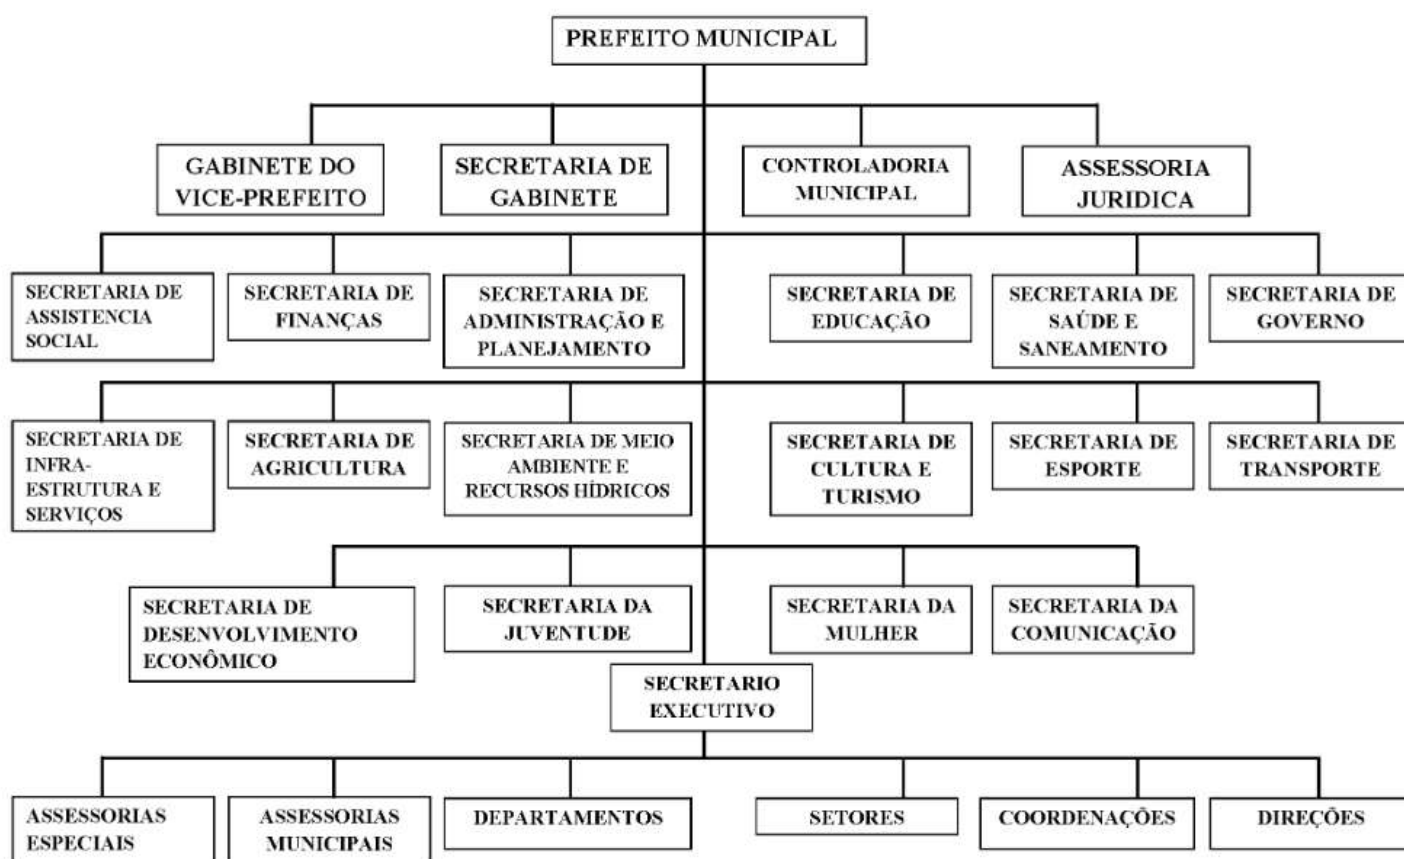 PREFEITO MUNICIPAL
GABINETE DO
VICE-PREFEITO
SECRETARIA DE
GABINETE
CONTROLADORIA
MUNICIPAL
ASSESSORIA
JURIDICA
SECRETARIA DE
ASSISTENCIA
SOCIAL
SECRETARIA DE
FINANÇAS
SECRETARIA DE
ADMINISTRAÇÃO E
PLANEJAMENTO
SECRETARIA DE
EDUCAÇÃO
SECRETARIA DE
SAÚDE E
SANEAMENTO
SECRETARIA DE
GOVERNO
SECRETARIA DE
INFRA-
ESTRUTURA E
SERVIÇOS
SECRETARIA DE
AGRICULTURA
SECRETARIA DE MEIO
AMBIENTE E
RECURSOS HÍDRICOS
SECRETARIA DE
CULTURA E
TURISMO
SECRETARIA DE
ESPORTE
SECRETARIA DE
TRANSPORTE
SECRETARIA DE
DESENVOLVIMENTO
ECONÔMICO
SECRETARIA DA
JUVENTUDE
SECRETARIA DA
MULHER
SECRETARIA DA
COMUNICAÇÃO
SECRETARIO
EXECUTIVO
ASSESSORIAS
ESPECIAIS
ASSESSORIAS
MUNICIPAIS
DEPARTAMENTOS
SETORES
COORDENAÇÕES
DIREÇÕES